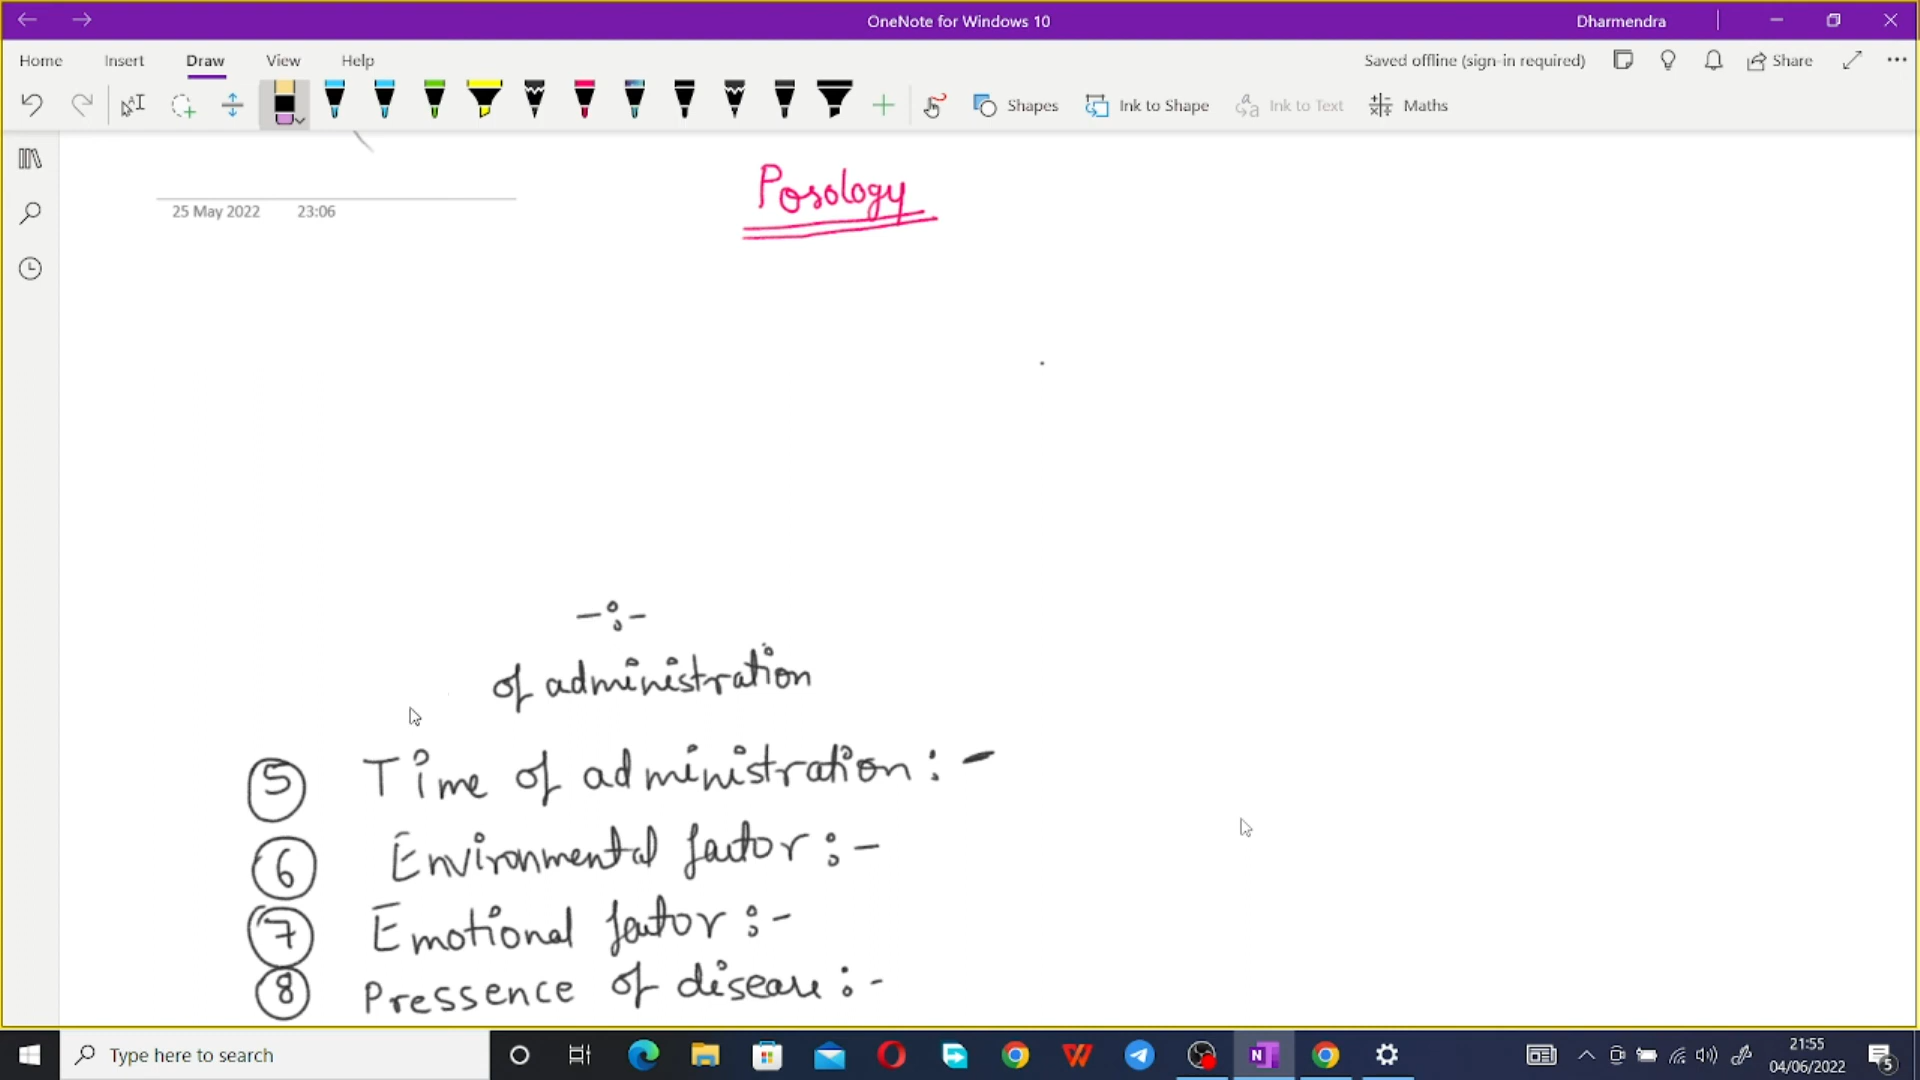 OneNote for Windows 10
Dharmendra
Home Insert Draw View Help
Saved offline (sign-in required)
Share
Shapes
Ink to Shape
Ink to Text
Maths
Posology
25 May 2022 23:06
-:-
of administration
5 Time of administration :-
6 Environmental factor :-
7 Emotional factor :-
8 Pressence of disease :-
Type here to search
21:55
04/06/2022
5